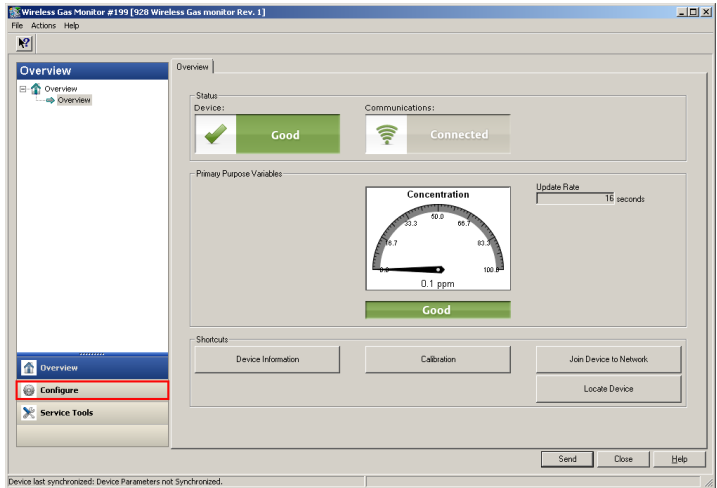 Wireless Gas Monitor #199 [928 Wireless Gas monitor Rev. 1]
File Actions Help
Overview
Overview
Overview
Overview
Status
Device:
Communications:
Good
Connected
Primary Purpose Variables
Concentration
0.0
16.7
33.3
50.0
66.7
83.3
100.0
0.1 ppm
Good
Update Rate
16 seconds
Shortcuts
Device Information
Calibration
Join Device to Network
Locate Device
Overview
Configure
Service Tools
Send
Close
Help
Device last synchronized: Device Parameters not Synchronized.